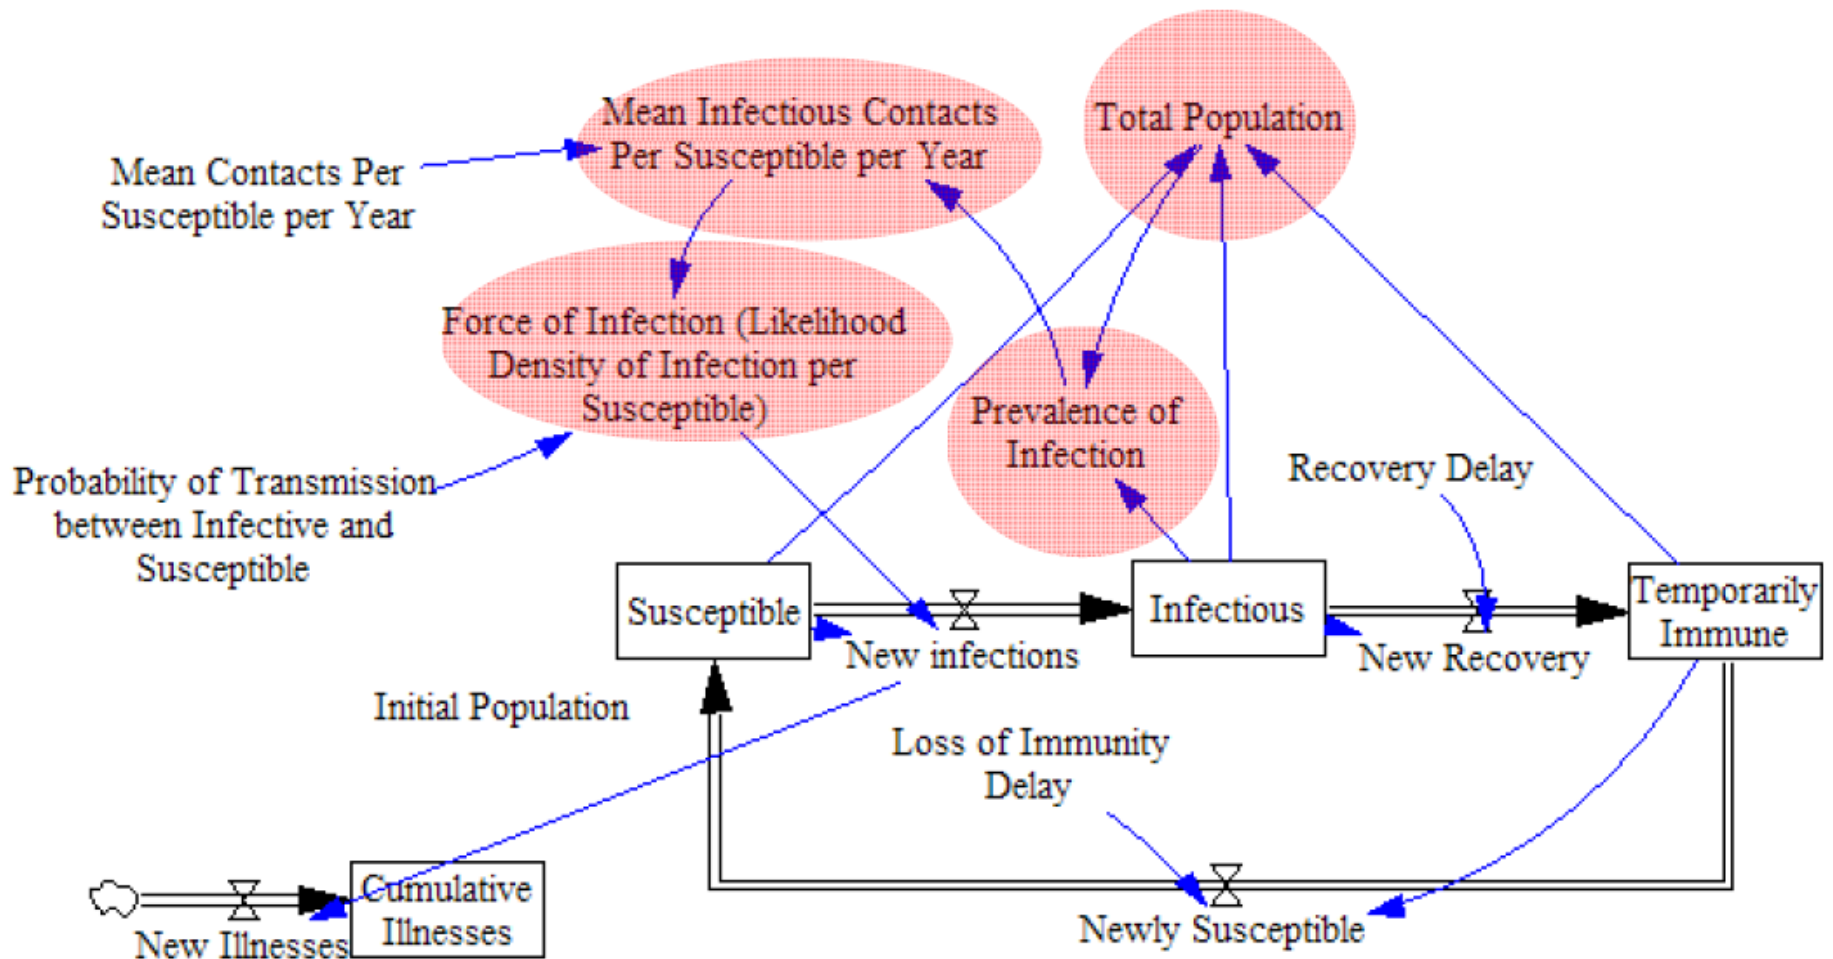 Mean Infectious Contacts
Per Susceptible per Year
Total Population
Mean Contacts Per
Susceptible per Year
Force of Infection (Likelihood
Density of Infection per
Susceptible)
Prevalence of
Infection
Probability of Transmission
between Infective and
Susceptible
Recovery Delay
Susceptible
Infectious
Temporarily
Immune
New infections
New Recovery
Initial Population
Loss of Immunity
Delay
Cumulative
Illnesses
New Illnesses
Newly Susceptible